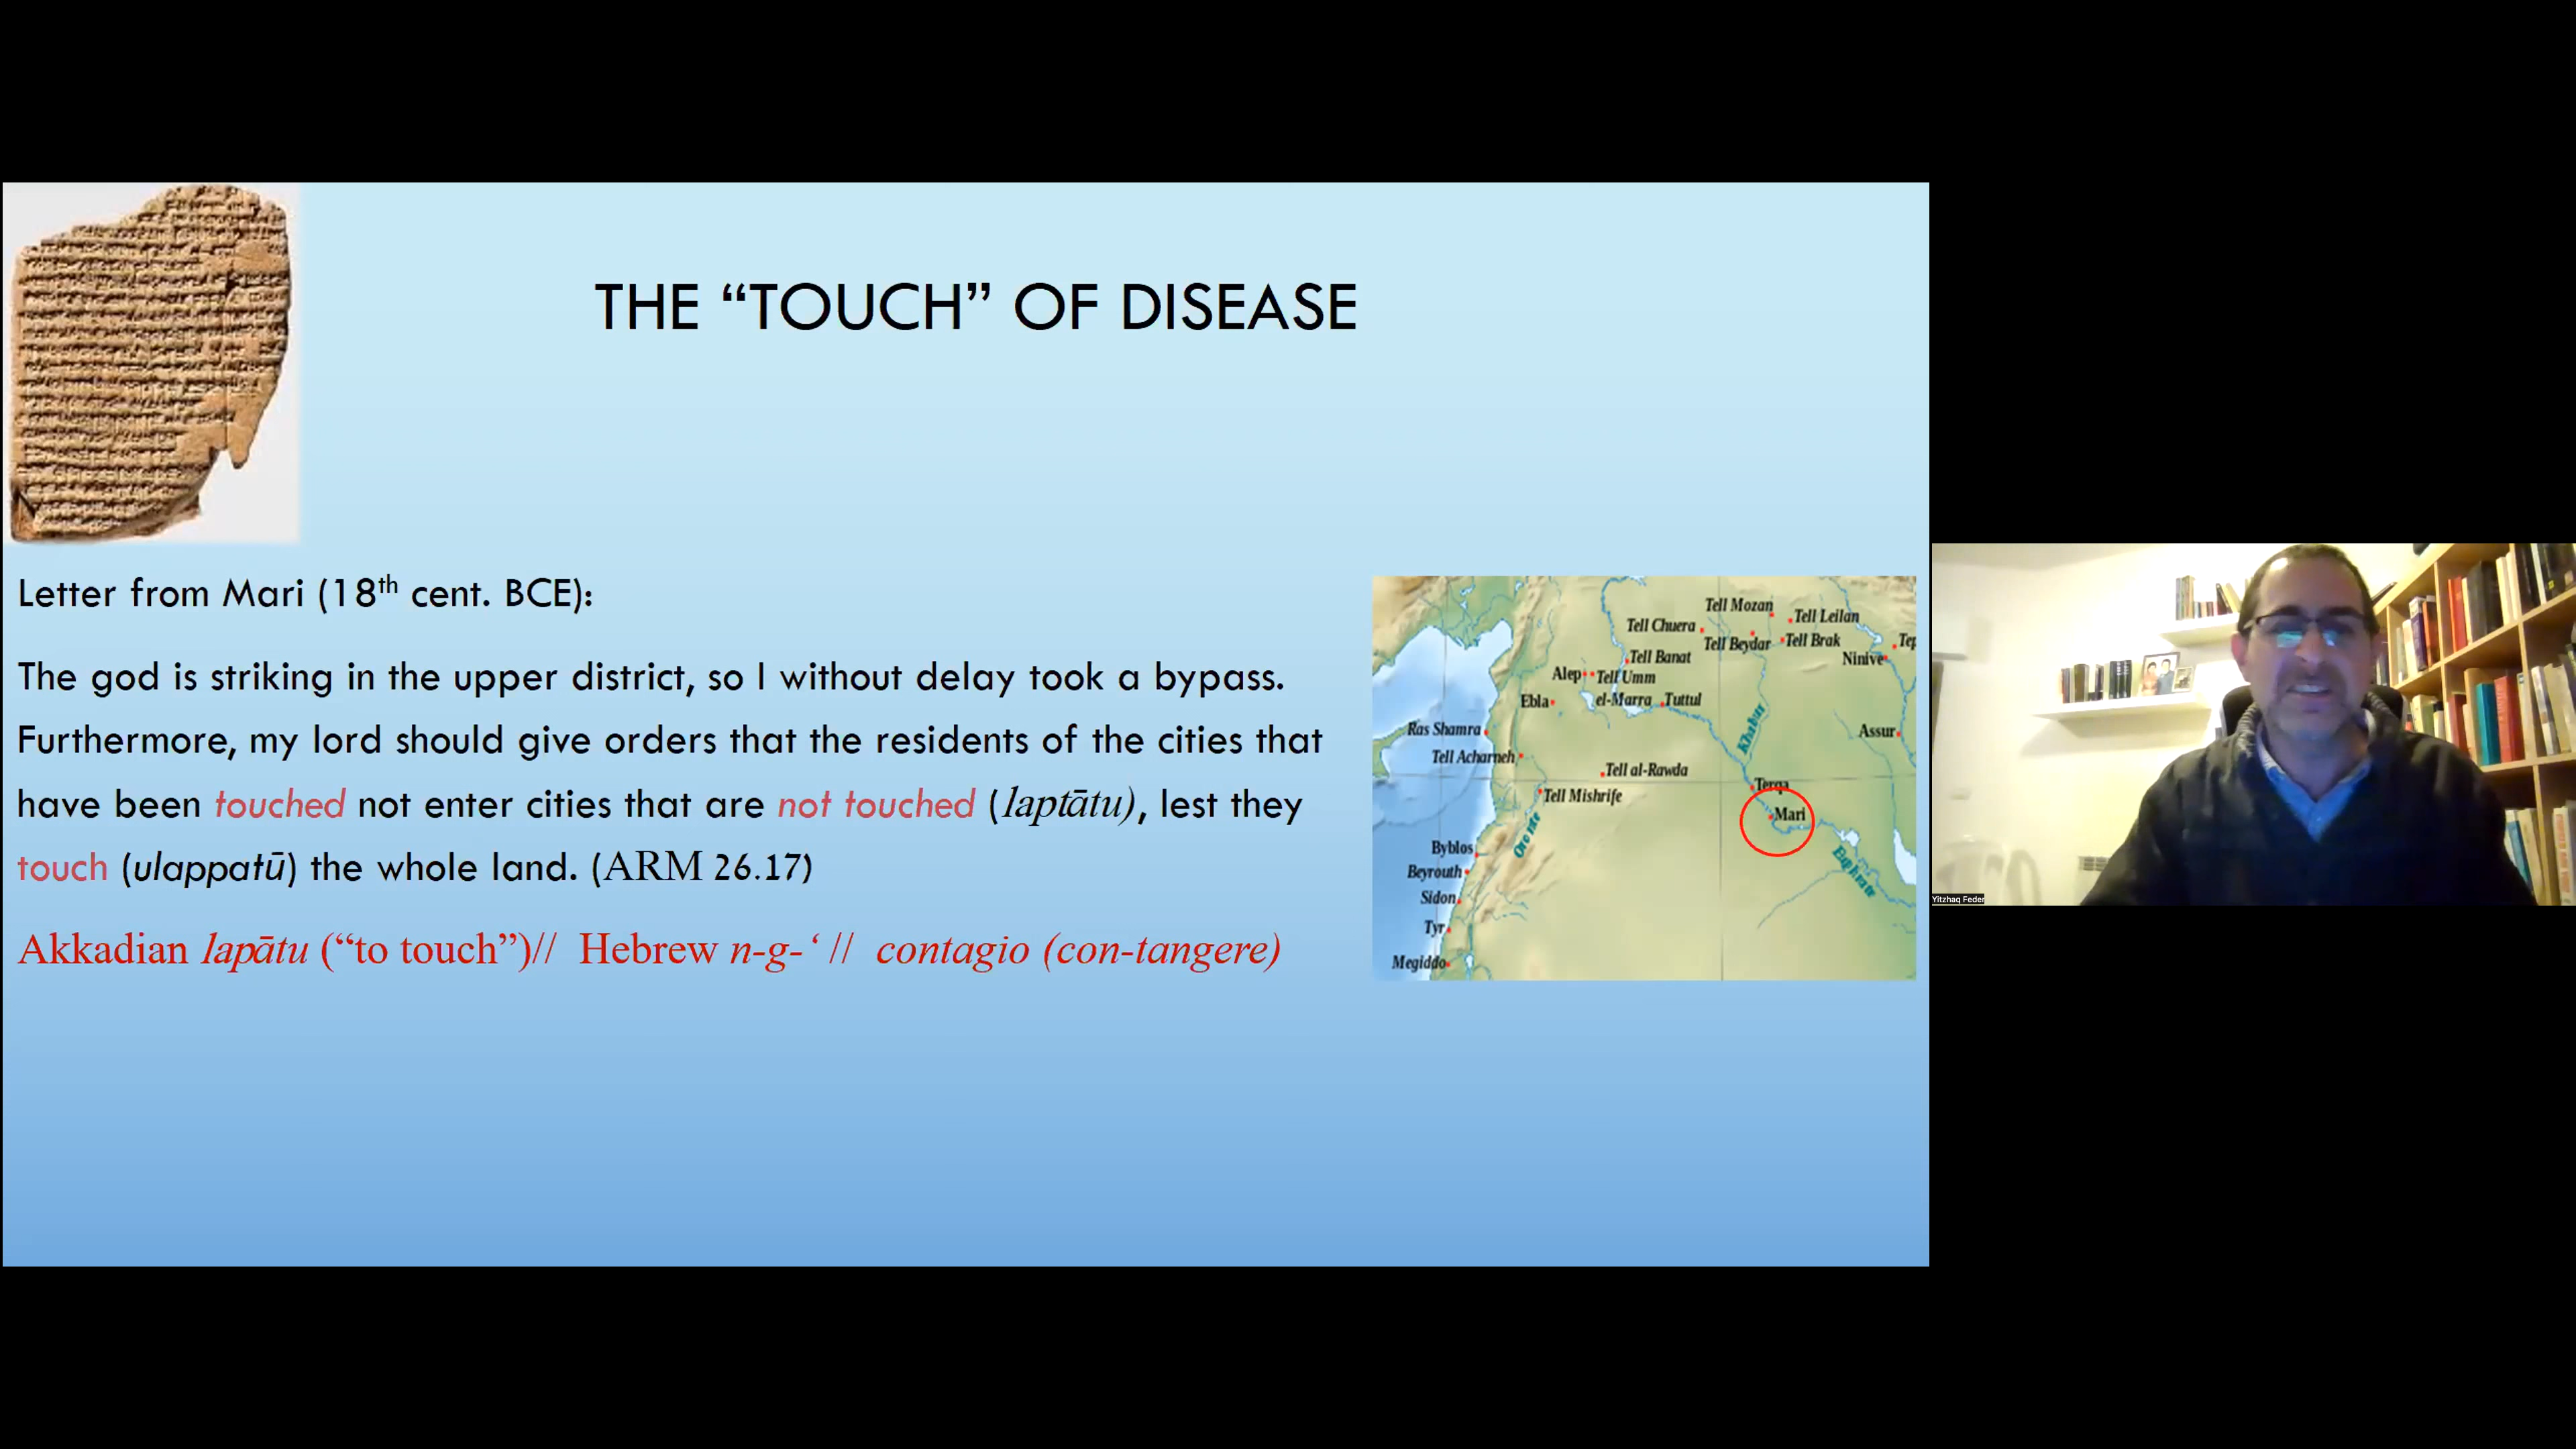 THE “TOUCH” OF DISEASE
Letter from Mari (18th cent. BCE):
The god is striking in the upper district, so I without delay took a bypass.
Furthermore, my lord should give orders that the residents of the cities that
have been touched not enter cities that are not touched (laptātu), lest they
touch (ulappatū) the whole land. (ARM 26.17)
Akkadian lapātu (“to touch”)// Hebrew n-g-‘ // contagio (con-tangere)
Tell Mozan
Tell Leilan
Tell Chuera
Tell Beydar
Tell Brak
Tep
Ninive
Tell Banat
Alep
Tell Umm
el-Marra
Ebla
Tuttul
Khabur
Ras Shamra
Assur
Tell Acharneh
Tell al-Rawda
Terqa
Tell Mishrife
Mari
Oronte
Byblos
Euphrate
Beyrouth
Sidon
Tyr
Megiddo
Yitzhaq Feder